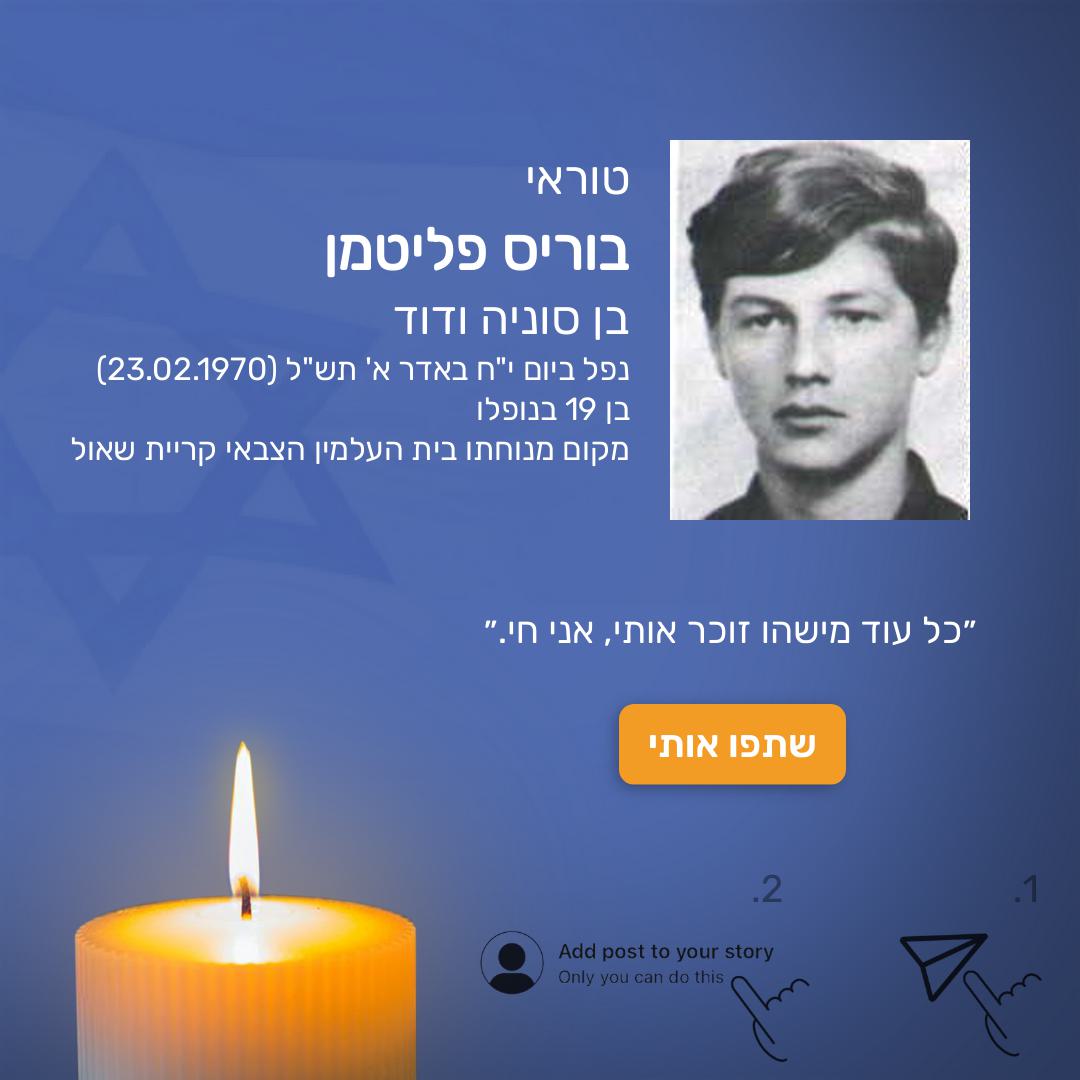 טוראי
בוריס פליטמן
בן סוניה ודוד
נפל ביום י"ח באדר א' תש"ל (23.02.1970)
בן 19 בנופלו
מקום מנוחתו בית העלמין הצבאי קריית שאול
״כל עוד מישהו זוכר אותי, אני חי.״
שתפו אותי
1.
2.
Add post to your story
Only you can do this